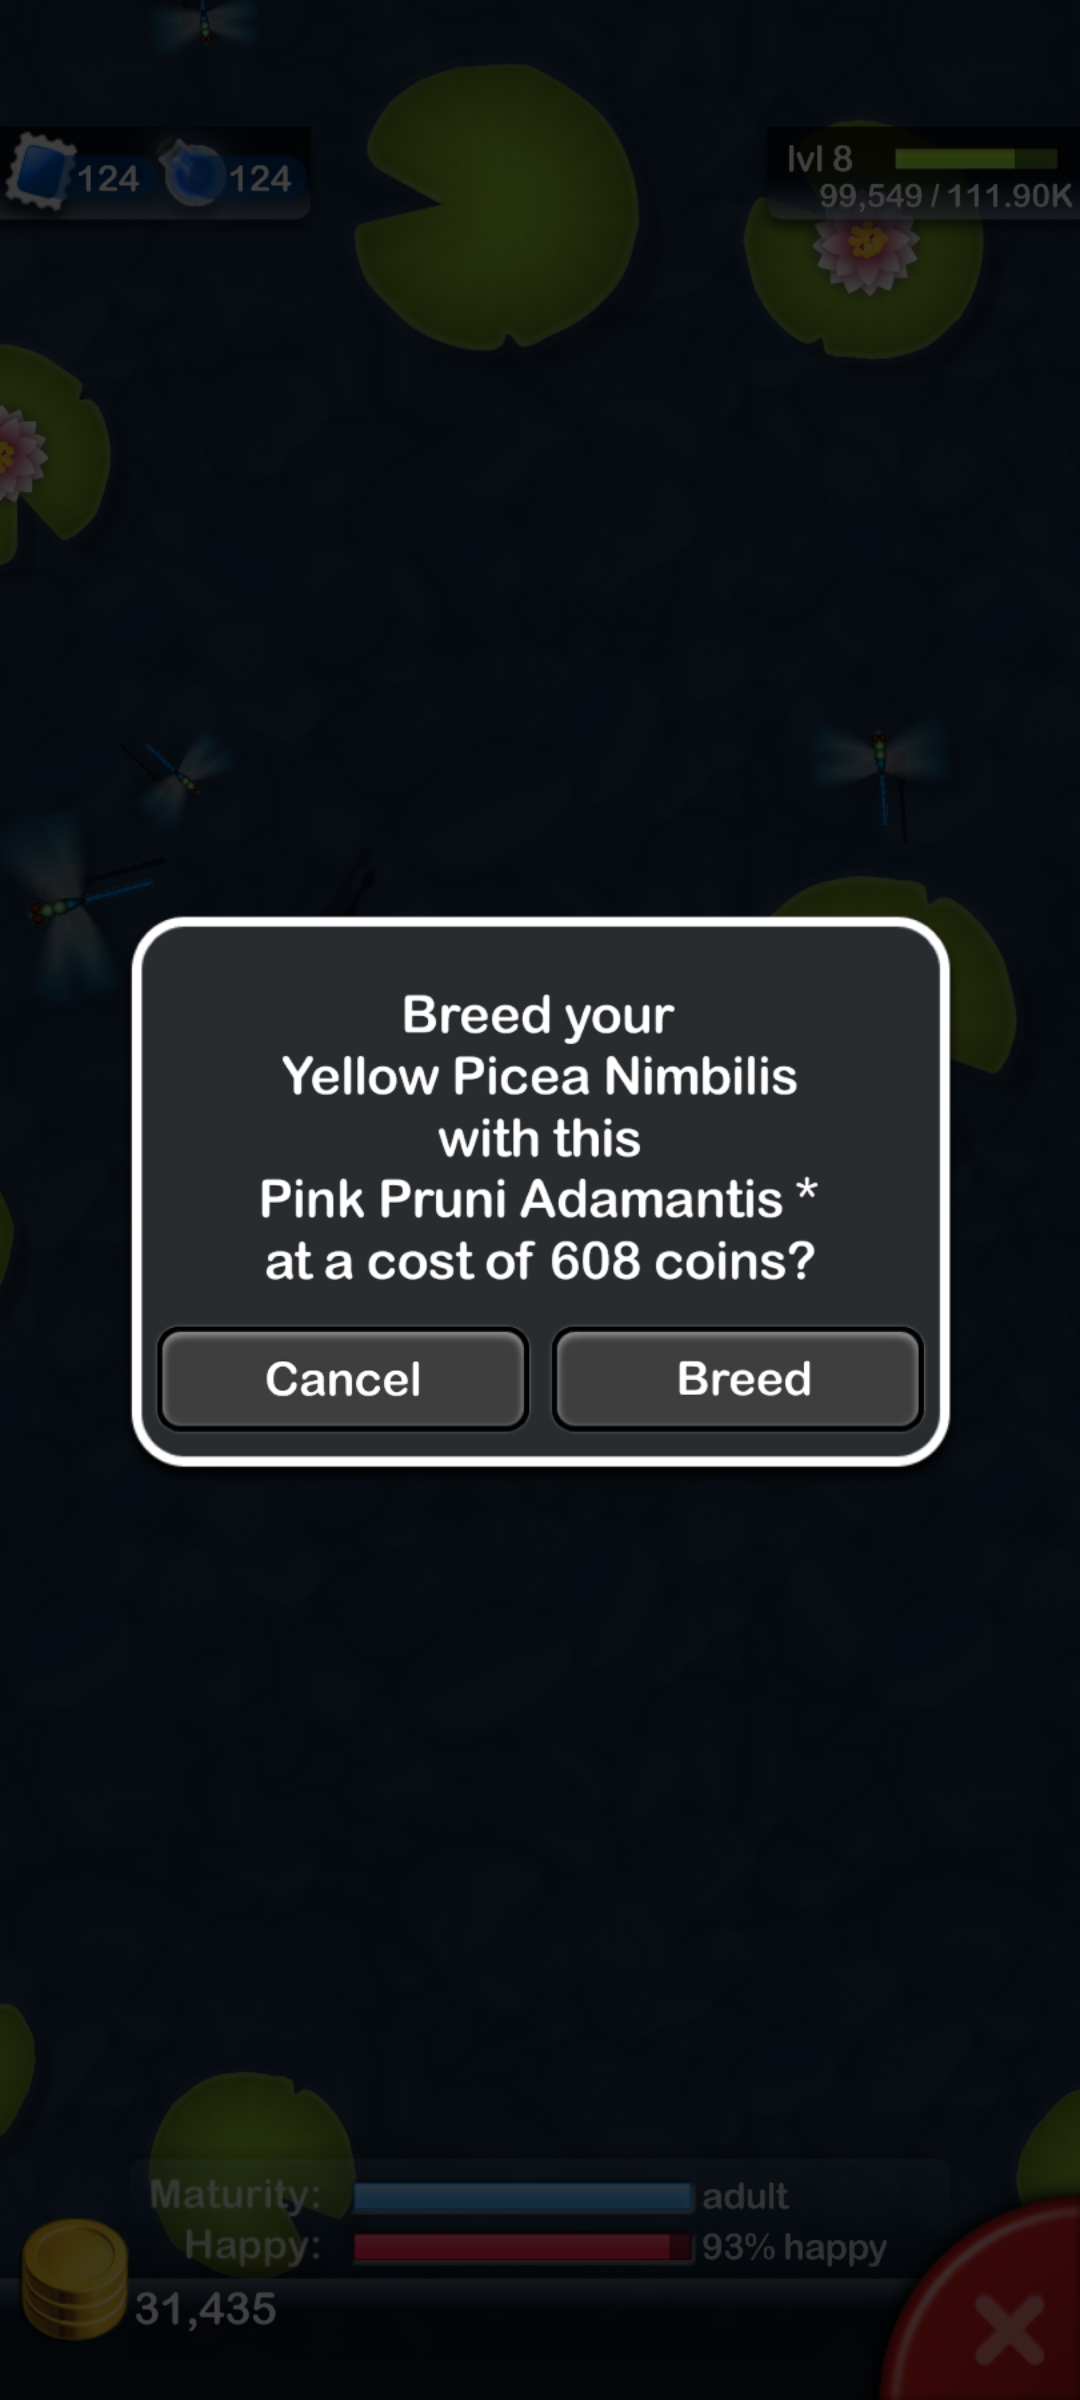 124 124
lvl 8
99,549 / 111.90K
Breed your
Yellow Picea Nimbilis
with this
Pink Pruni Adamantis *
at a cost of 608 coins?
Cancel Breed
Maturity: adult
Happy: 93% happy
31,435